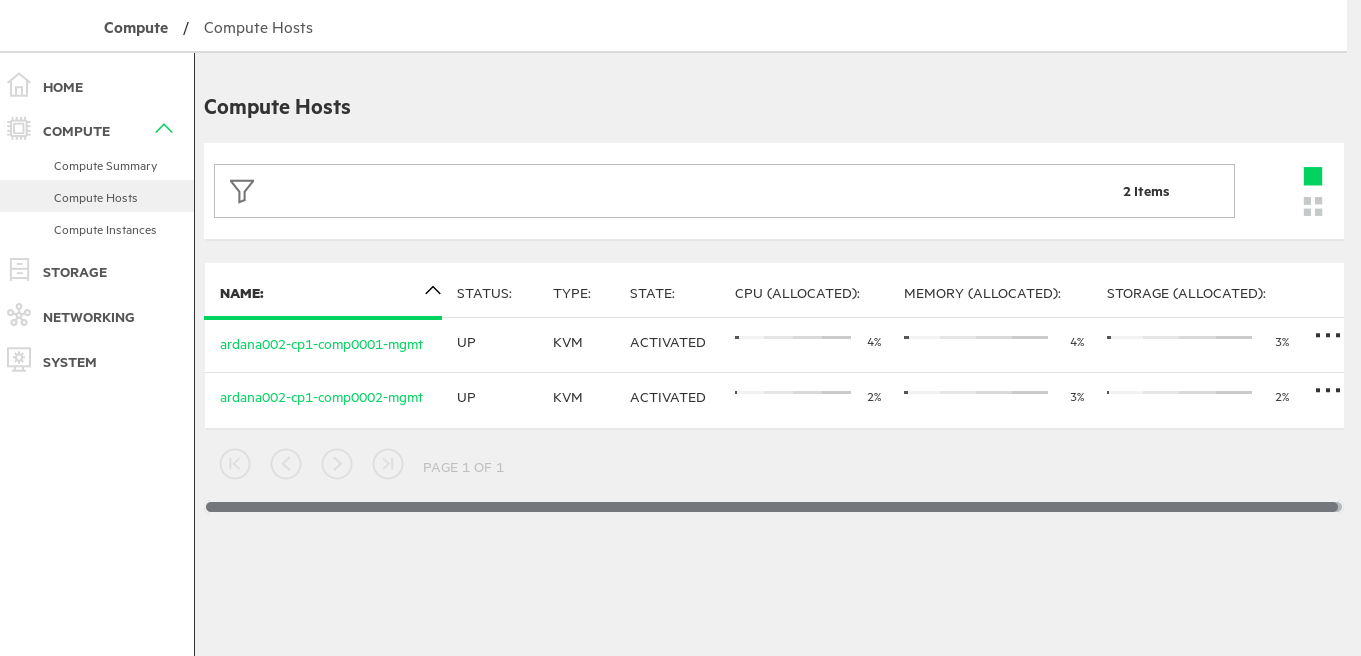 Compute / Compute Hosts
HOME
COMPUTE
Compute Summary
Compute Hosts
Compute Instances
STORAGE
NETWORKING
SYSTEM
Compute Hosts
2 Items
NAME: STATUS: TYPE: STATE: CPU (ALLOCATED): MEMORY (ALLOCATED): STORAGE (ALLOCATED):
ardana002-cp1-comp0001-mgmt UP KVM ACTIVATED 4% 4% 3%
ardana002-cp1-comp0002-mgmt UP KVM ACTIVATED 2% 3% 2%
PAGE 1 OF 1